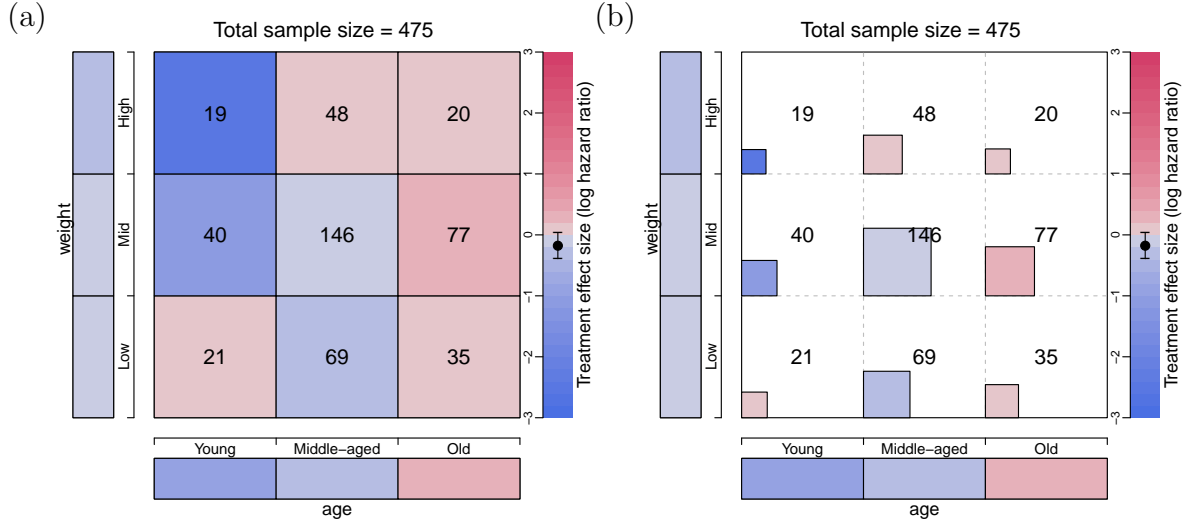 (a)
Total sample size = 475
weight
High
Mid
Low
19 48 20
40 146 77
21 69 35
Young Middle−aged Old
age
3
2
1
0
−1
−2
−3
Treatment effect size (log hazard ratio)
(b)
Total sample size = 475
weight
High
Mid
Low
19 48 20
40 146 77
21 69 35
Young Middle−aged Old
age
3
2
1
0
−1
−2
−3
Treatment effect size (log hazard ratio)